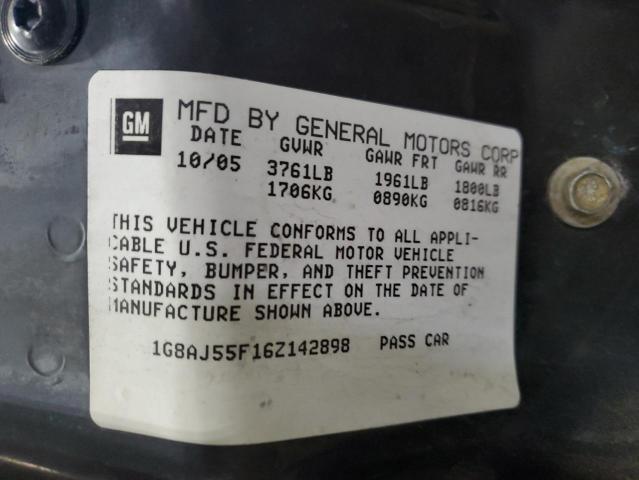 GM
MFD BY GENERAL MOTORS CORP
DATE GVWR GAWR FRT GAWR RR
10/05 3761LB 1961LB 1800LB
1706KG 0890KG 0816KG
THIS VEHICLE CONFORMS TO ALL APPLI-
CABLE U.S. FEDERAL MOTOR VEHICLE
SAFETY, BUMPER, AND THEFT PREVENTION
STANDARDS IN EFFECT ON THE DATE OF
MANUFACTURE SHOWN ABOVE.
1G8AJ55F16Z142898 PASS CAR